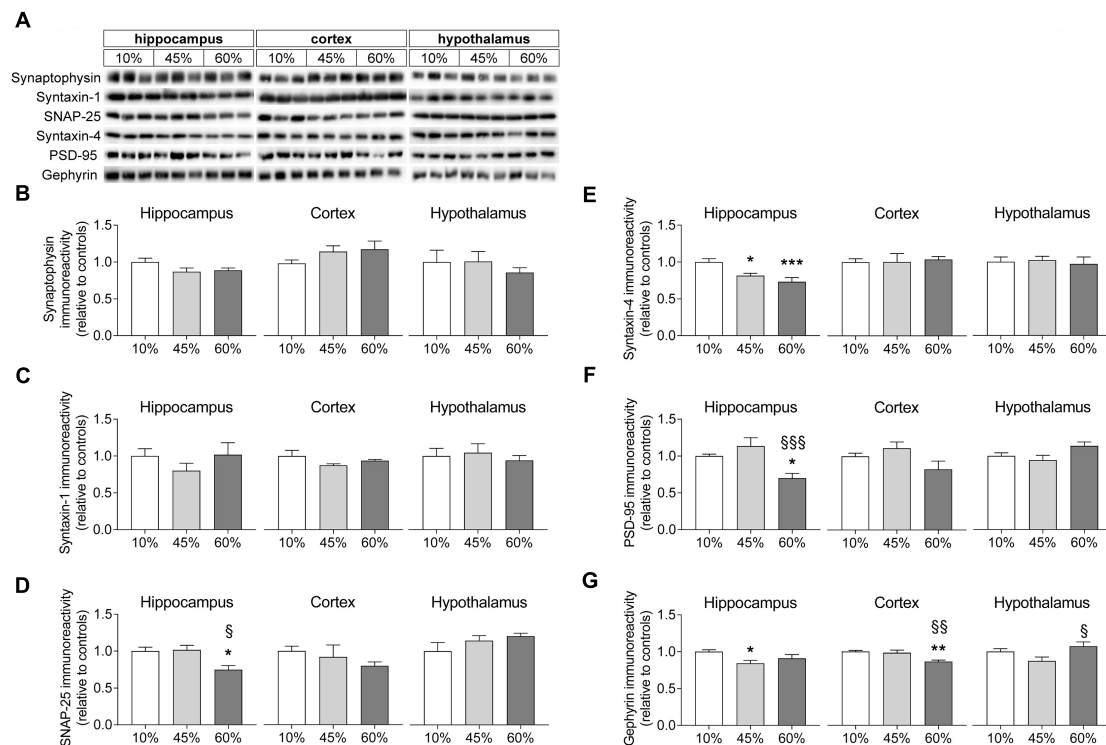 A
hippocampus cortex hypothalamus
10% 45% 60% 10% 45% 60% 10% 45% 60%
Synaptophysin
Syntaxin-1
SNAP-25
Syntaxin-4
PSD-95
Gephyrin
B
Hippocampus Cortex Hypothalamus
Synaptophysin
immunoreactivity
(relative to controls)
1.5
1.0
0.5
0.0
10% 45% 60% 10% 45% 60% 10% 45% 60%
C
Hippocampus Cortex Hypothalamus
Syntaxin-1 immunoreactivity
(relative to controls)
1.5
1.0
0.5
0.0
10% 45% 60% 10% 45% 60% 10% 45% 60%
D
Hippocampus Cortex Hypothalamus
SNAP-25 immunoreactivity
(relative to controls)
1.5
1.0
0.5
0.0
§
*
10% 45% 60% 10% 45% 60% 10% 45% 60%
E
Hippocampus Cortex Hypothalamus
Syntaxin-4 immunoreactivity
(relative to controls)
1.5
1.0
0.5
0.0
* ***
10% 45% 60% 10% 45% 60% 10% 45% 60%
F
Hippocampus Cortex Hypothalamus
PSD-95 immunoreactivity
(relative to controls)
1.5
1.0
0.5
0.0
§§§
*
10% 45% 60% 10% 45% 60% 10% 45% 60%
G
Hippocampus Cortex Hypothalamus
Gephyrin immunoreactivity
(relative to controls)
1.5
1.0
0.5
0.0
§§ §
* **
10% 45% 60% 10% 45% 60% 10% 45% 60%